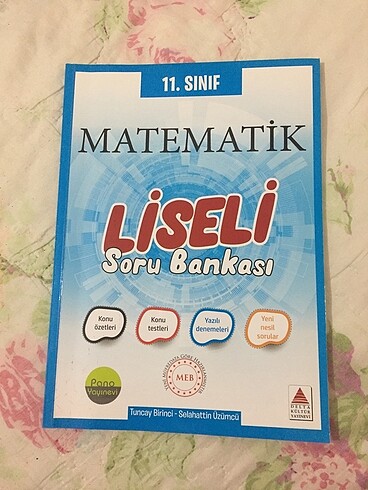 11. SINIF
MATEMATİK
LİSELİ
Soru Bankası
Konu
özetleri
Konu
testleri
Yazılı
denemeleri
Yeni
nesil
sorular
Pano
Yayınevi
MEB
DELTA
KÜLTÜR
YAYINEVİ
Tuncay Birinci - Selahattin Üzümcü